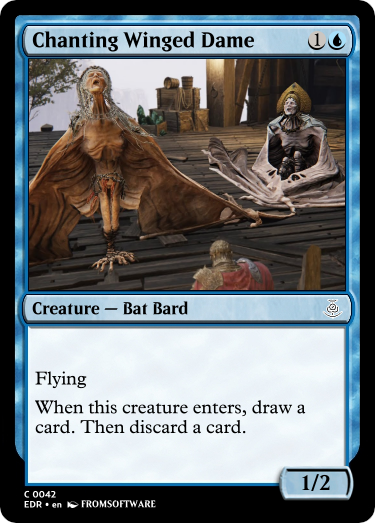 Chanting Winged Dame 1
Creature — Bat Bard
Flying
When this creature enters, draw a
card. Then discard a card.
1/2
C 0042
EDR • en FROMSOFTWARE